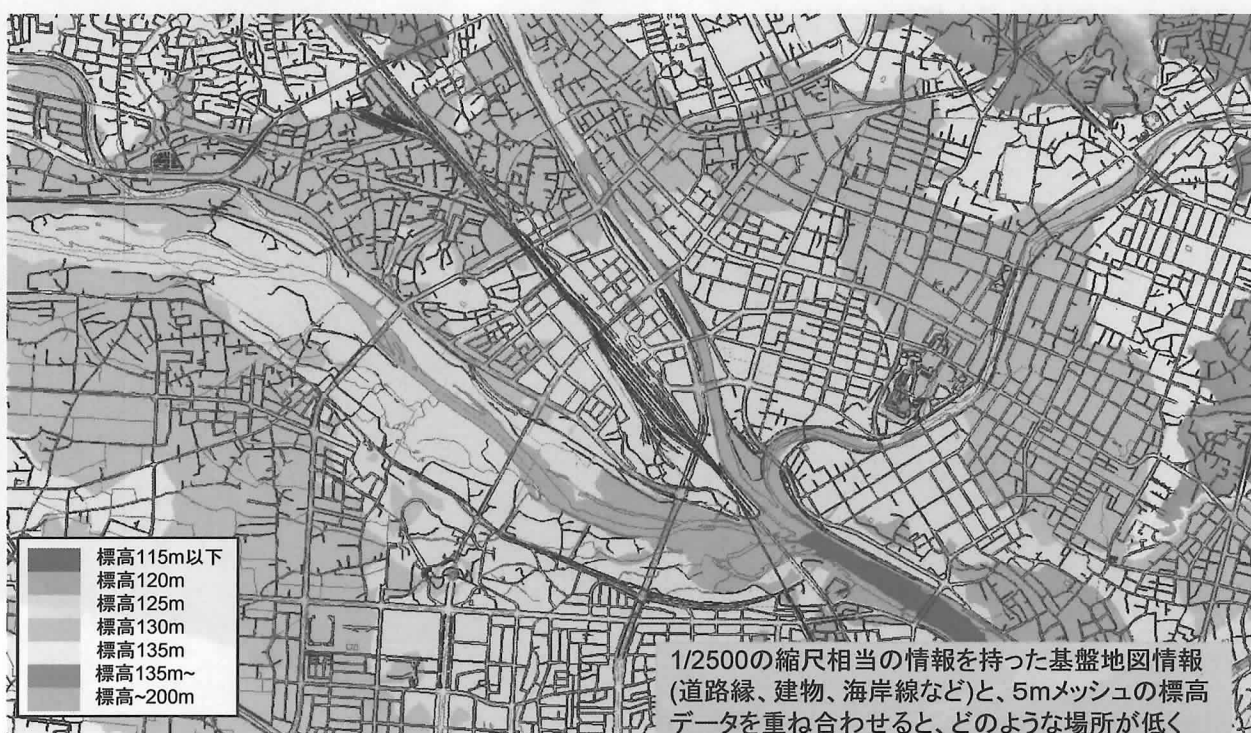 標高115m以下
標高120m
標高125m
標高130m
標高135m
標高135m~
標高~200m
1/2500の縮尺相当の情報を持った基盤地図情報
(道路縁、建物、海岸線など)と、5mメッシュの標高
データを重ね合わせると、どのような場所が低く